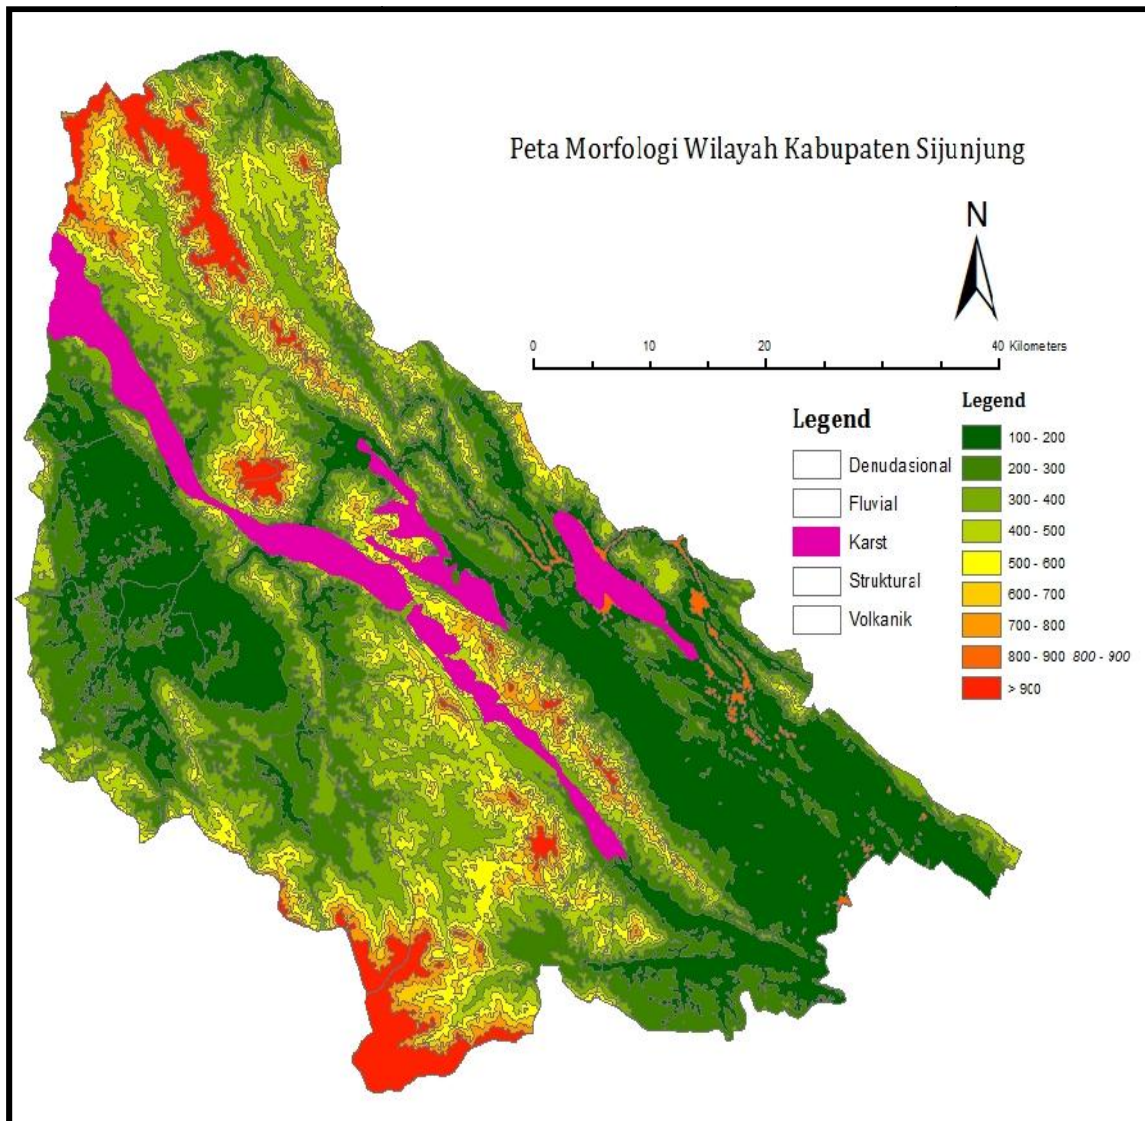 Peta Morfologi Wilayah Kabupaten Sijunjung
N
0 10 20 40 Kilometers
Legend
Denudasional
Fluvial
Karst
Struktural
Volkanik
Legend
100 - 200
200 - 300
300 - 400
400 - 500
500 - 600
600 - 700
700 - 800
800 - 900 800 - 900
> 900